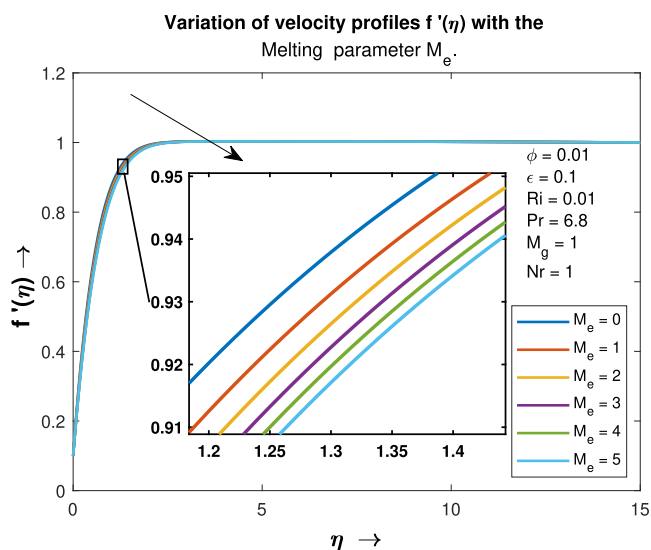 Variation of velocity profiles f '(η) with the
Melting parameter Me.
1.2
1
0.8
0.6
0.4
0.2
0
f '(η) →
0
5
10
15
η →
0.95
0.94
0.93
0.92
0.91
1.2
1.25
1.3
1.35
1.4
ϕ = 0.01
ϵ = 0.1
Ri = 0.01
Pr = 6.8
Mg = 1
Nr = 1
Me = 0
Me = 1
Me = 2
Me = 3
Me = 4
Me = 5